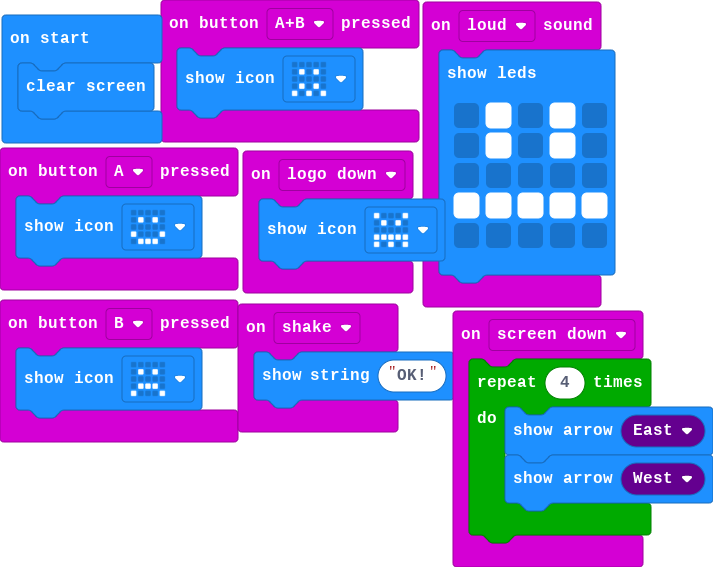 on start
clear screen
on button A+B pressed
show icon
on loud sound
show leds
on button A pressed
show icon
on logo down
show icon
on button B pressed
show icon
on shake
show string "OK!"
on screen down
repeat 4 times
do
show arrow East
show arrow West